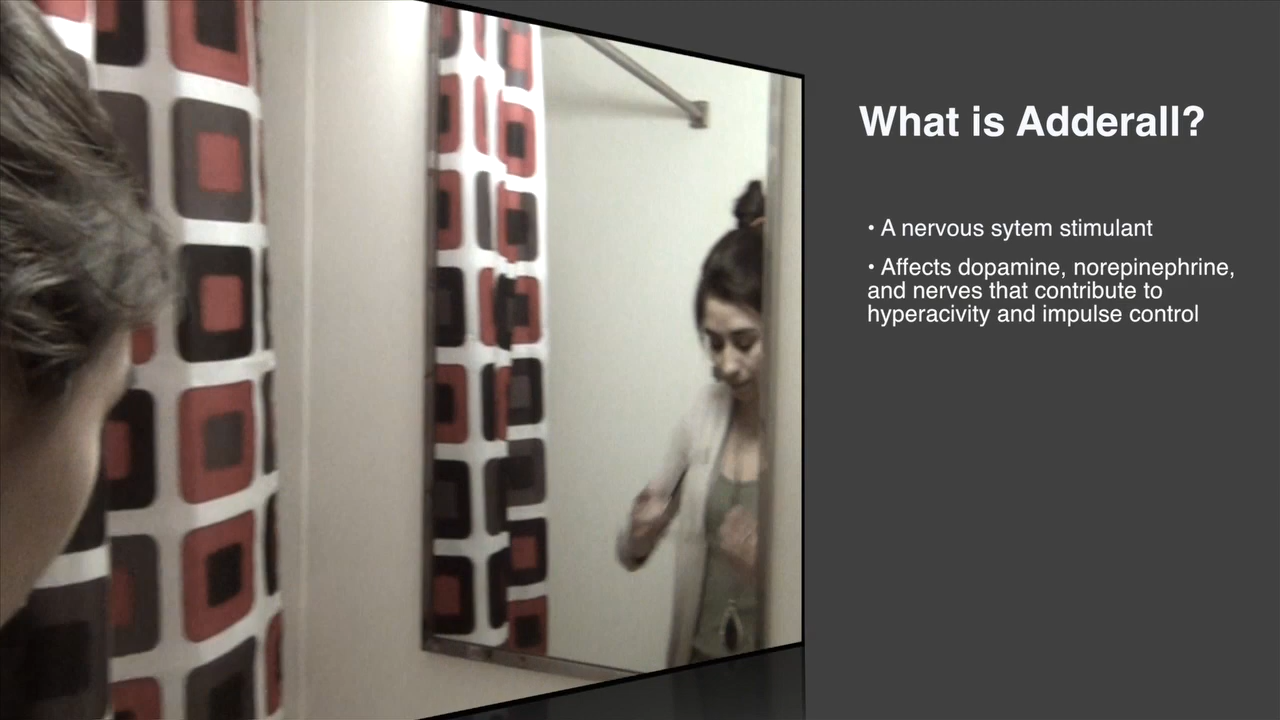 What is Adderall?
• A nervous sytem stimulant
• Affects dopamine, norepinephrine,
and nerves that contribute to
hyperacivity and impulse control